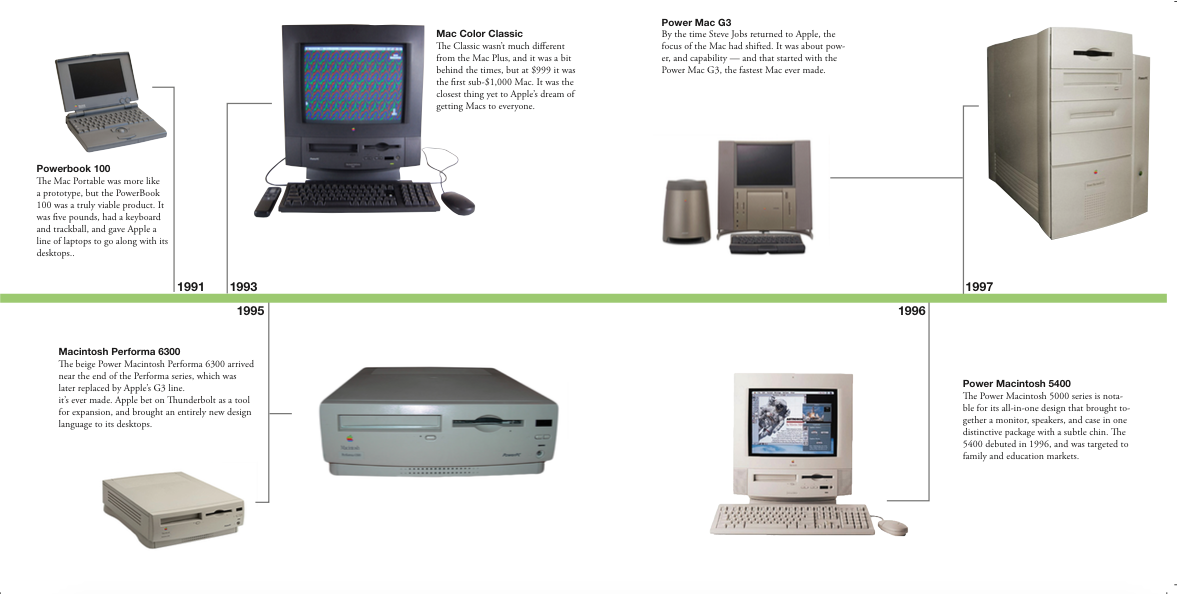 Mac Color Classic
The Classic wasn't much different
from the Mac Plus, and it was a bit
behind the times, but at $999 it was
the first sub-$1,000 Mac. It was the
closest thing yet to Apple's dream of
getting Macs to everyone.
Power Mac G3
By the time Steve Jobs returned to Apple, the
focus of the Mac had shifted. It was about pow-
er, and capability — and that started with the
Power Mac G3, the fastest Mac ever made.
Powerbook 100
The Mac Portable was more like
a prototype, but the PowerBook
100 was a truly viable product. It
was five pounds, had a keyboard
and trackball, and gave Apple a
line of laptops to go along with its
desktops..
1991
1993
1997
1995
1996
Macintosh Performa 6300
The beige Power Macintosh Performa 6300 arrived
near the end of the Performa series, which was
later replaced by Apple's G3 line.
it's ever made. Apple bet on Thunderbolt as a tool
for expansion, and brought an entirely new design
language to its desktops.
Power Macintosh 5400
The Power Macintosh 5000 series is nota-
ble for its all-in-one design that brought to-
gether a monitor, speakers, and case in one
distinctive package with a subtle chin. The
5400 debuted in 1996, and was targeted to
family and education markets.